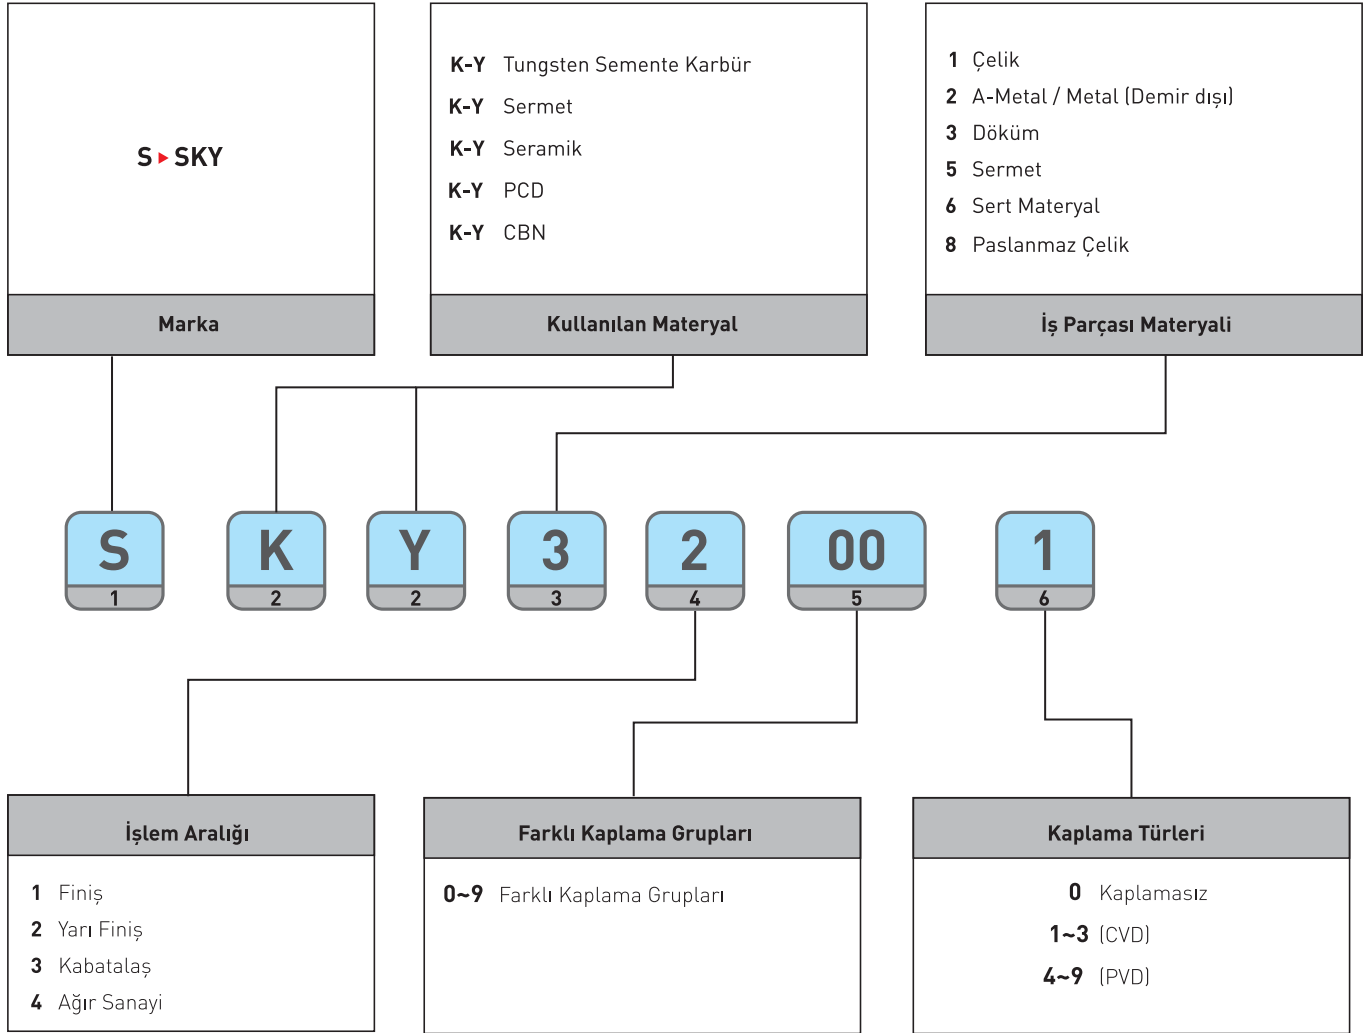 S ▸ SKY
Marka
K-Y Tungsten Semente Karbür
K-Y Sermet
K-Y Seramik
K-Y PCD
K-Y CBN
Kullanılan Materyal
1 Çelik
2 A-Metal / Metal (Demir dışı)
3 Döküm
5 Sermet
6 Sert Materyal
8 Paslanmaz Çelik
İş Parçası Materyali
S K Y 3 2 00 1
1 2 2 3 4 5 6
İşlem Aralığı
1 Finiş
2 Yarı Finiş
3 Kabatalaş
4 Ağır Sanayi
Farklı Kaplama Grupları
0~9 Farklı Kaplama Grupları
Kaplama Türleri
0 Kaplamasız
1~3 (CVD)
4~9 (PVD)